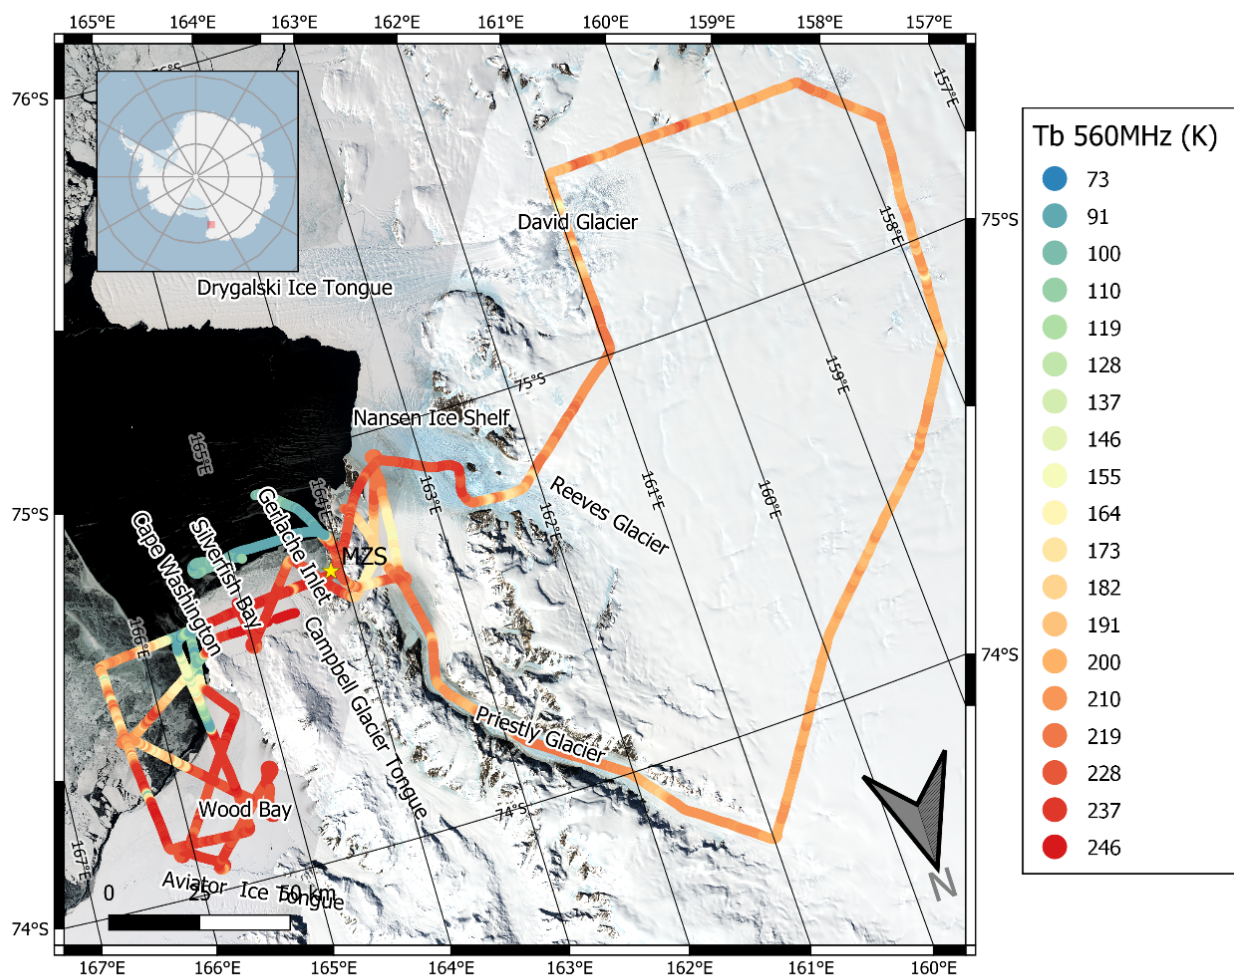 165°E 164°E 163°E 162°E 161°E 160°E 159°E 158°E 157°E
76°S
157°E
76°S
Tb 560MHz (K)
73
91
100
110
119
128
137
146
155
164
173
182
191
200
210
219
228
237
246
David Glacier
158°E
75°S
Drygalski Ice Tongue
75°S
159°E
Nansen Ice Shelf
165°E
164°E
163°E
162°E
161°E
160°E
Reeves Glacier
75°S
Gerlache Inlet
Silverfish Bay
Cape Washington
MZS
166°E
Campbell Glacier Tongue
74°S
Priestly Glacier
74°S
Wood Bay
167°E
Aviator Ice Tongue
0 25 50 km
N
74°S
167°E 166°E 165°E 164°E 163°E 162°E 161°E 160°E